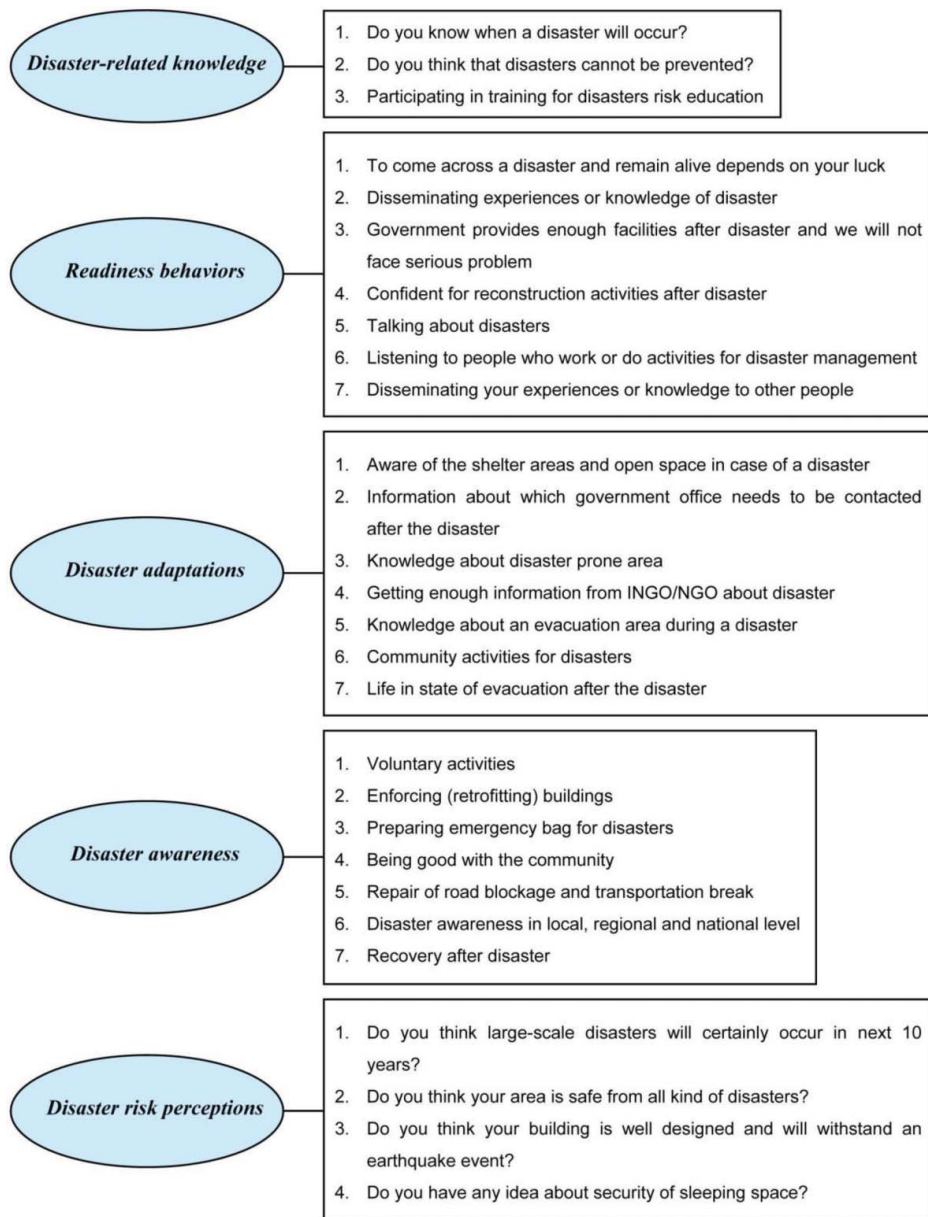 Disaster-related knowledge
1. Do you know when a disaster will occur?
2. Do you think that disasters cannot be prevented?
3. Participating in training for disasters risk education
Readiness behaviors
1. To come across a disaster and remain alive depends on your luck
2. Disseminating experiences or knowledge of disaster
3. Government provides enough facilities after disaster and we will not
face serious problem
4. Confident for reconstruction activities after disaster
5. Talking about disasters
6. Listening to people who work or do activities for disaster management
7. Disseminating your experiences or knowledge to other people
Disaster adaptations
1. Aware of the shelter areas and open space in case of a disaster
2. Information about which government office needs to be contacted
after the disaster
3. Knowledge about disaster prone area
4. Getting enough information from INGO/NGO about disaster
5. Knowledge about an evacuation area during a disaster
6. Community activities for disasters
7. Life in state of evacuation after the disaster
Disaster awareness
1. Voluntary activities
2. Enforcing (retrofitting) buildings
3. Preparing emergency bag for disasters
4. Being good with the community
5. Repair of road blockage and transportation break
6. Disaster awareness in local, regional and national level
7. Recovery after disaster
Disaster risk perceptions
1. Do you think large-scale disasters will certainly occur in next 10
years?
2. Do you think your area is safe from all kind of disasters?
3. Do you think your building is well designed and will withstand an
earthquake event?
4. Do you have any idea about security of sleeping space?